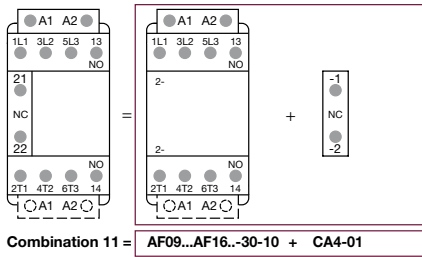 A1 A2 A1 A2
1L1 3L2 5L3 13 1L1 3L2 5L3 13
NO NO
21 2- -1
NC = + NC
22 2- -2
NO NO
2T1 4T2 6T3 14 2T1 4T2 6T3 14
A1 A2 A1 A2
Combination 11 = AF09...AF16..-30-10 + CA4-01